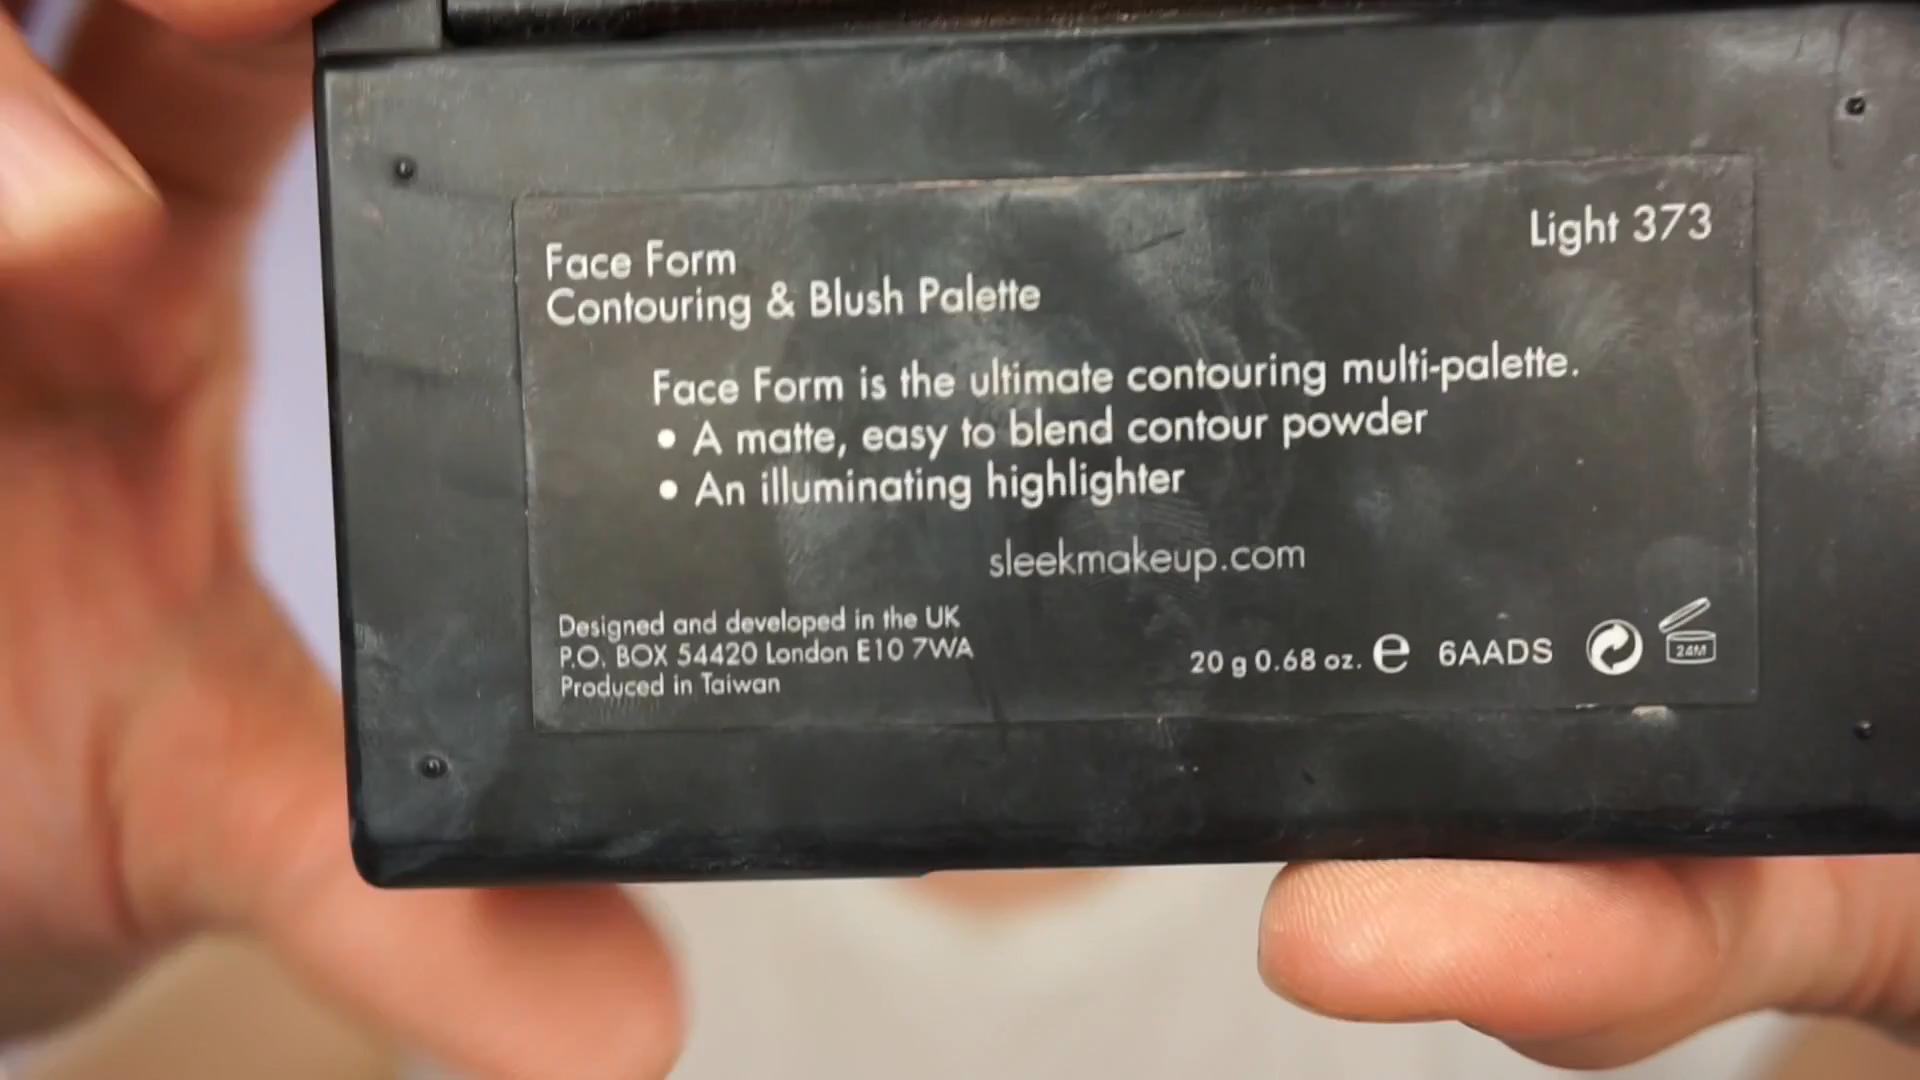 Light 373
Face Form
Contouring & Blush Palette
Face Form is the ultimate contouring multi-palette.
• A matte, easy to blend contour powder
• An illuminating highlighter
sleekmakeup.com
Designed and developed in the UK
P.O. BOX 54420 London E10 7WA
Produced in Taiwan
20 g 0.68 oz. e 6AADS 24M